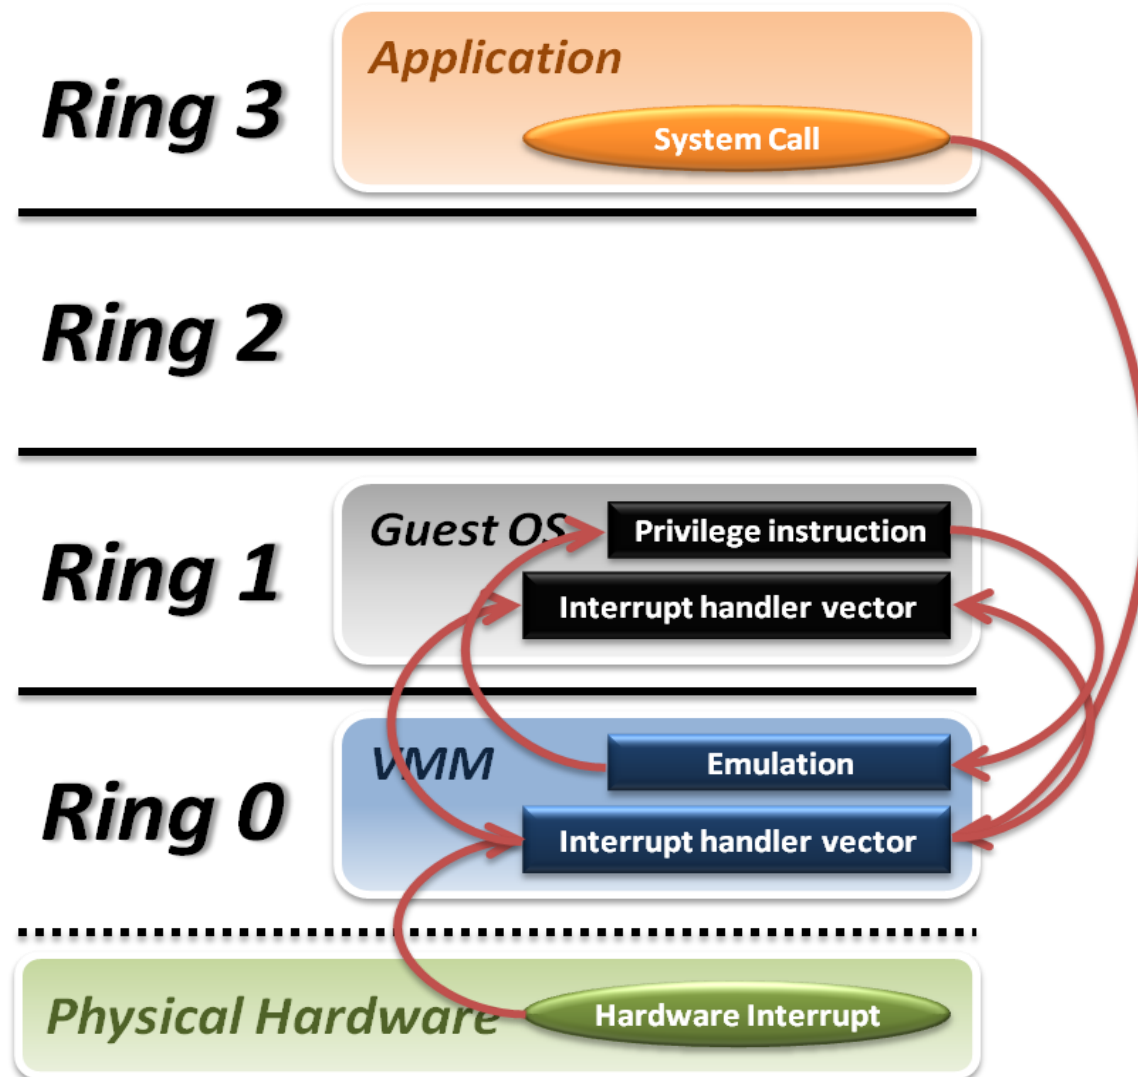 Ring 3
Application
System Call
Ring 2
Ring 1
Guest OS
Privilege instruction
Interrupt handler vector
Ring 0
VMM
Emulation
Interrupt handler vector
Physical Hardware
Hardware Interrupt